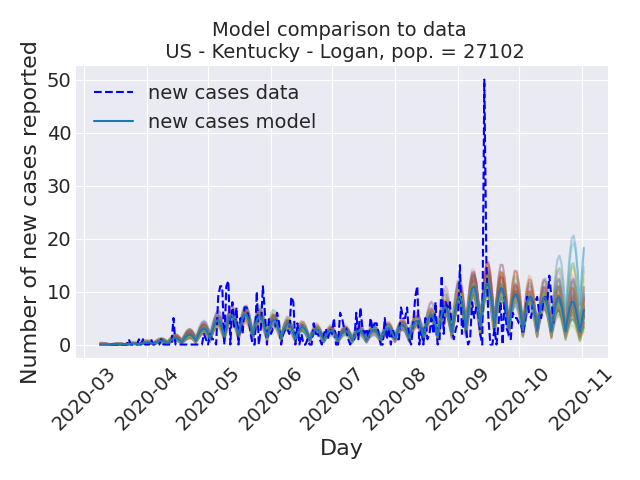 Model comparison to data
US - Kentucky - Logan, pop. = 27102
Number of new cases reported
50
40
30
20
10
0
new cases data
new cases model
2020-03
2020-04
2020-05
2020-06
2020-07
2020-08
2020-09
2020-10
2020-11
Day